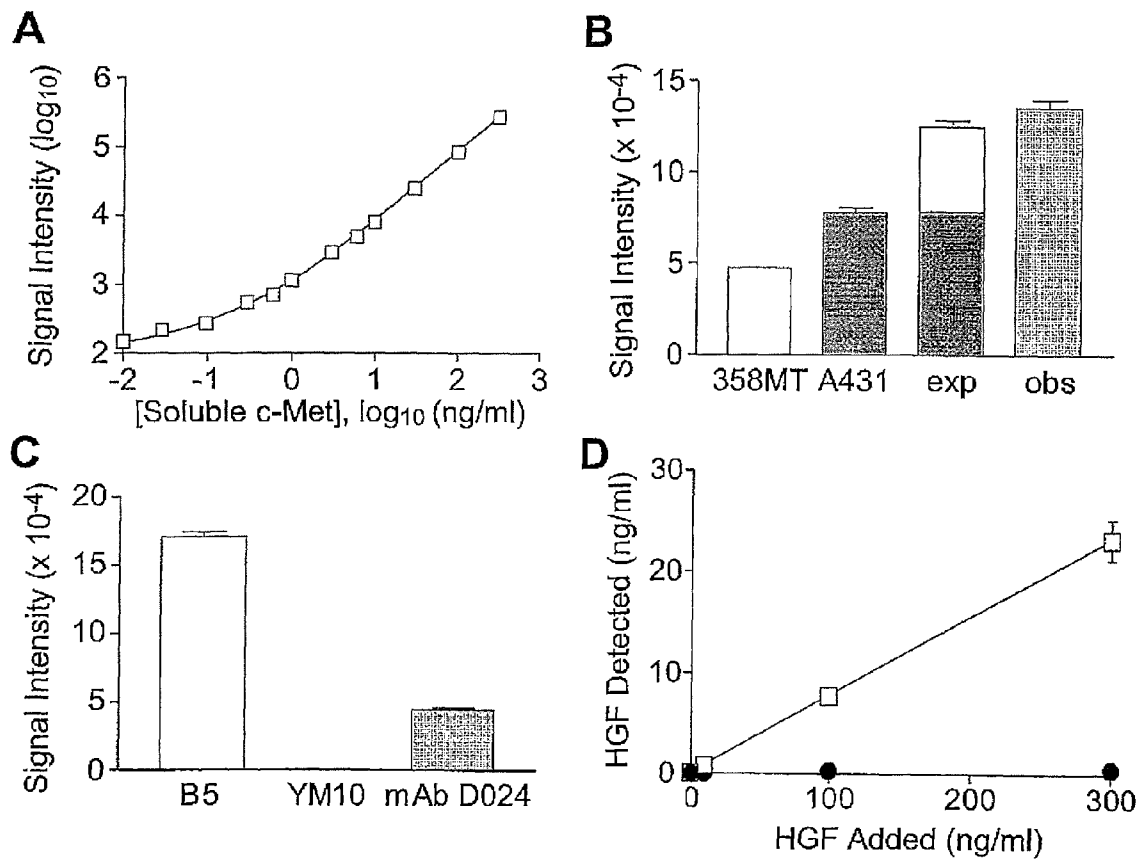 A
Signal Intensity (log10)
6
5
4
3
2
-2 -1 0 1 2 3
[Soluble c-Met], log10 (ng/ml)
B
Signal Intensity (x 10-4)
15
10
5
0
358MT A431 exp obs
C
Signal Intensity (x 10-4)
20
15
10
5
0
B5 YM10 mAb D024
D
HGF Detected (ng/ml)
30
20
10
0
0 100 200 300
HGF Added (ng/ml)